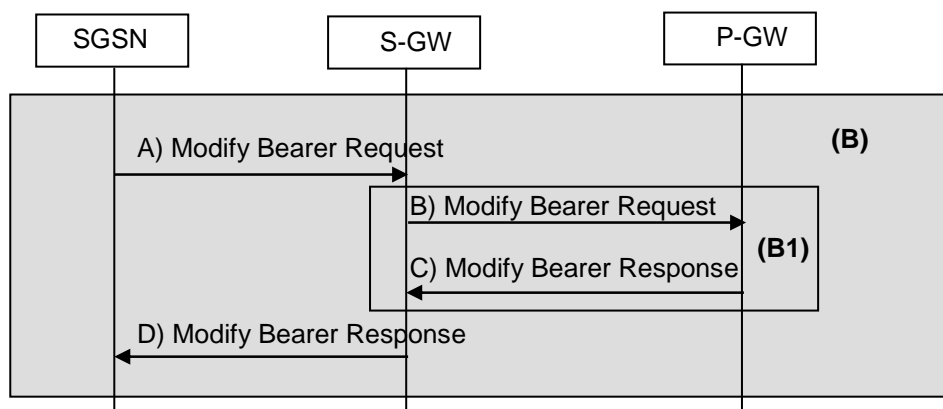 SGSN
S-GW
P-GW
(B)
A) Modify Bearer Request
B) Modify Bearer Request
(B1)
C) Modify Bearer Response
D) Modify Bearer Response